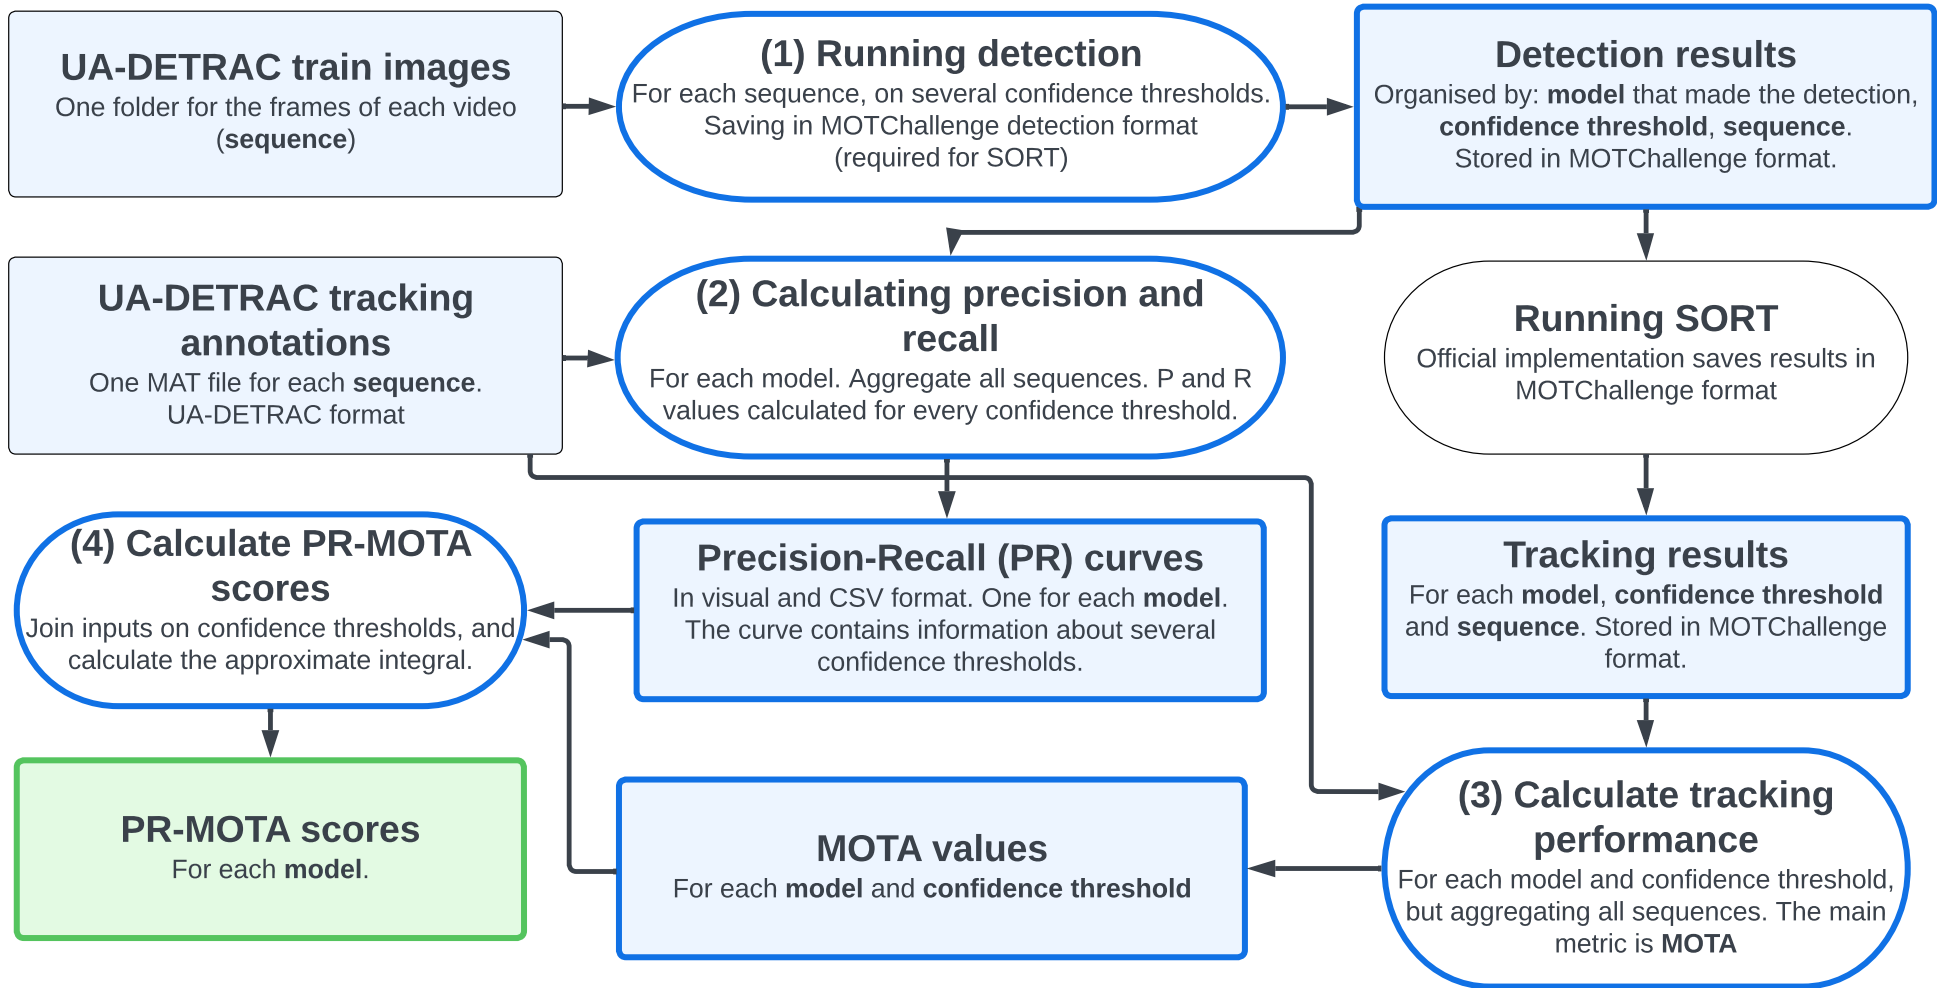 UA-DETRAC train images
One folder for the frames of each video
(sequence)
(1) Running detection
For each sequence, on several confidence thresholds.
Saving in MOTChallenge detection format
(required for SORT)
Detection results
Organised by: model that made the detection,
confidence threshold, sequence.
Stored in MOTChallenge format.
UA-DETRAC tracking
annotations
One MAT file for each sequence.
UA-DETRAC format
(2) Calculating precision and
recall
For each model. Aggregate all sequences. P and R
values calculated for every confidence threshold.
Running SORT
Official implementation saves results in
MOTChallenge format
(4) Calculate PR-MOTA
scores
Join inputs on confidence thresholds, and
calculate the approximate integral.
Precision-Recall (PR) curves
In visual and CSV format. One for each model.
The curve contains information about several
confidence thresholds.
Tracking results
For each model, confidence threshold
and sequence. Stored in MOTChallenge
format.
PR-MOTA scores
For each model.
MOTA values
For each model and confidence threshold
(3) Calculate tracking
performance
For each model and confidence threshold,
but aggregating all sequences. The main
metric is MOTA